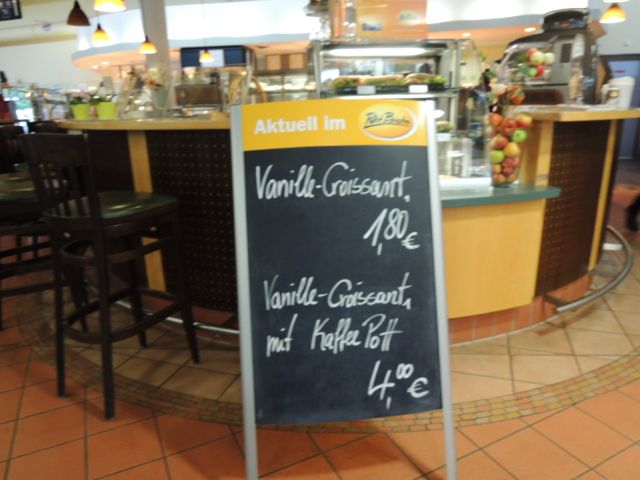 Aktuell im
Vanille-Croissant
1,80 €
Vanille-Croissant
mit Kaffee Pott
4,00 €